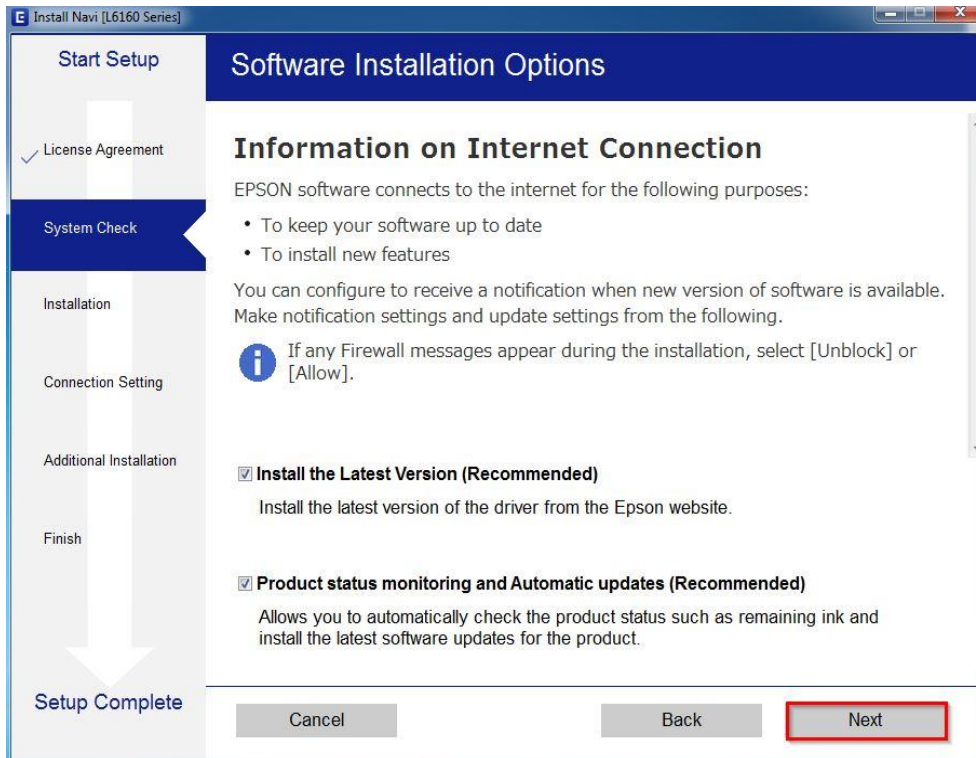 E Install Navi [L6160 Series]
Start Setup
License Agreement
System Check
Installation
Connection Setting
Additional Installation
Finish
Setup Complete
Software Installation Options
Information on Internet Connection
EPSON software connects to the internet for the following purposes:
• To keep your software up to date
• To install new features
You can configure to receive a notification when new version of software is available.
Make notification settings and update settings from the following.
i If any Firewall messages appear during the installation, select [Unblock] or
[Allow].
Install the Latest Version (Recommended)
Install the latest version of the driver from the Epson website.
Product status monitoring and Automatic updates (Recommended)
Allows you to automatically check the product status such as remaining ink and
install the latest software updates for the product.
Cancel
Back
Next